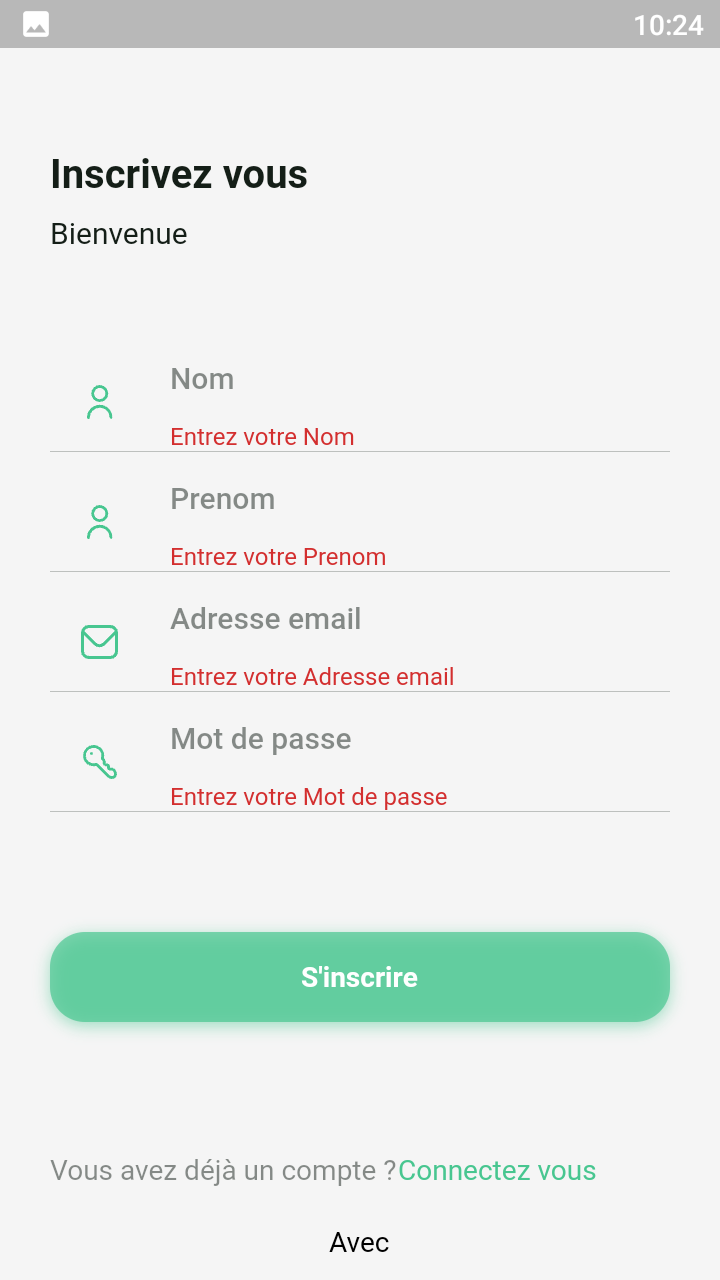 10:24
Inscrivez vous
Bienvenue
Nom
Entrez votre Nom
Prenom
Entrez votre Prenom
Adresse email
Entrez votre Adresse email
Mot de passe
Entrez votre Mot de passe
S'inscrire
Vous avez déjà un compte ?Connectez vous
Avec